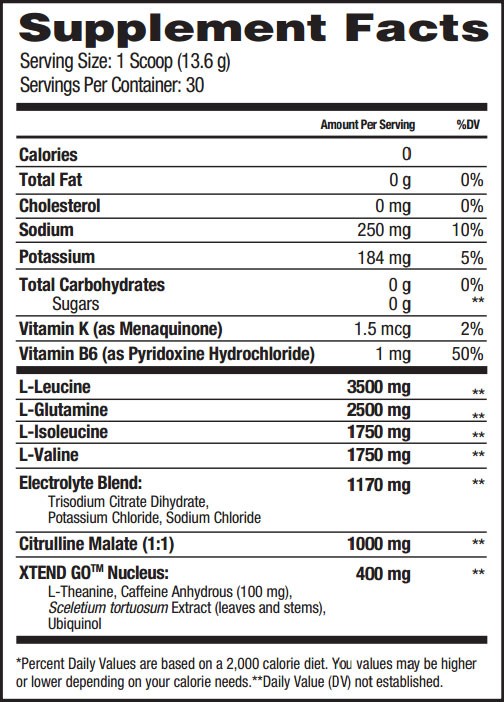 Supplement Facts
Serving Size: 1 Scoop (13.6 g)
Servings Per Container: 30
Amount Per Serving %DV
Calories 0
Total Fat 0 g 0%
Cholesterol 0 mg 0%
Sodium 250 mg 10%
Potassium 184 mg 5%
Total Carbohydrates 0 g 0%
Sugars 0 g **
Vitamin K (as Menaquinone) 1.5 mcg 2%
Vitamin B6 (as Pyridoxine Hydrochloride) 1 mg 50%
L-Leucine 3500 mg **
L-Glutamine 2500 mg **
L-Isoleucine 1750 mg **
L-Valine 1750 mg **
Electrolyte Blend: 1170 mg **
Trisodium Citrate Dihydrate,
Potassium Chloride, Sodium Chloride
Citrulline Malate (1:1) 1000 mg **
XTEND GO™ Nucleus: 400 mg **
L-Theanine, Caffeine Anhydrous (100 mg),
Sceletium tortuosum Extract (leaves and stems),
Ubiquinol
*Percent Daily Values are based on a 2,000 calorie diet. You values may be higher
or lower depending on your calorie needs.**Daily Value (DV) not established.